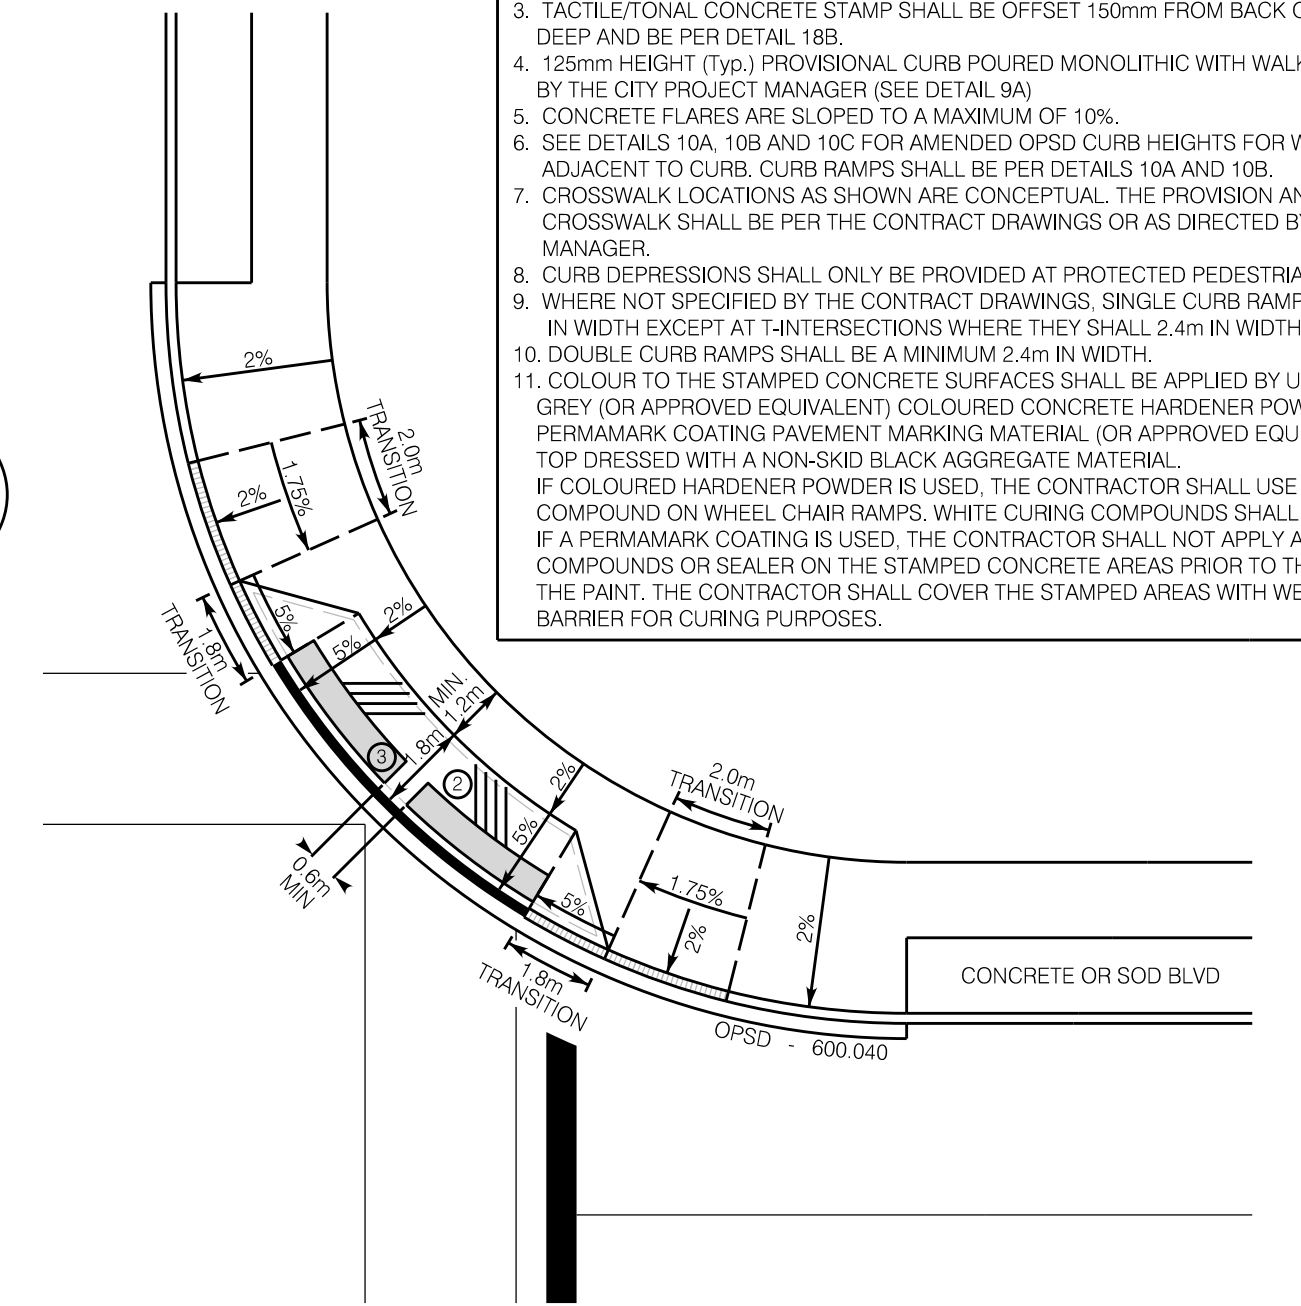 3. TACTILE/TONAL CONCRETE STAMP SHALL BE OFFSET 150mm FROM BACK
DEEP AND BE PER DETAIL 18B.
4. 125mm HEIGHT (Typ.) PROVISIONAL CURB POURED MONOLITHIC WITH
BY THE CITY PROJECT MANAGER (SEE DETAIL 9A)
5. CONCRETE FLARES ARE SLOPED TO A MAXIMUM OF 10%.
6. SEE DETAILS 10A, 10B AND 10C FOR AMENDED OPSD CURB HEIGHTS FOR
ADJACENT TO CURB. CURB RAMPS SHALL BE PER DETAILS 10A AND 10B.
7. CROSSWALK LOCATIONS AS SHOWN ARE CONCEPTUAL. THE PROVISION
CROSSWALK SHALL BE PER THE CONTRACT DRAWINGS OR AS DIRECTED
MANAGER.
8. CURB DEPRESSIONS SHALL ONLY BE PROVIDED AT PROTECTED
9. WHERE NOT SPECIFIED BY THE CONTRACT DRAWINGS, SINGLE CURB
IN WIDTH EXCEPT AT T-INTERSECTIONS WHERE THEY SHALL 2.4m IN WIDTH
10. DOUBLE CURB RAMPS SHALL BE A MINIMUM 2.4m IN WIDTH.
11. COLOUR TO THE STAMPED CONCRETE SURFACES SHALL BE APPLIED BY
GREY (OR APPROVED EQUIVALENT) COLOURED CONCRETE HARDENER
PERMAMARK COATING PAVEMENT MARKING MATERIAL (OR APPROVED
TOP DRESSED WITH A NON-SKID BLACK AGGREGATE MATERIAL.
IF COLOURED HARDENER POWDER IS USED, THE CONTRACTOR SHALL USE
COMPOUND ON WHEEL CHAIR RAMPS. WHITE CURING COMPOUNDS SHALL
IF A PERMAMARK COATING IS USED, THE CONTRACTOR SHALL NOT APPLY
COMPOUNDS OR SEALER ON THE STAMPED CONCRETE AREAS PRIOR TO
THE PAINT. THE CONTRACTOR SHALL COVER THE STAMPED AREAS WITH
BARRIER FOR CURING PURPOSES.
2%
2.0m
TRANSITION
1.75%
2%
1.8m
TRANSITION
5%
2%
5%
MIN.
1.2m
1.8m
3
2
0.6m
MIN
2%
5%
5%
2.0m
TRANSITION
1.75%
2%
2%
1.8m
TRANSITION
CONCRETE OR SOD BLVD
OPSD - 600.040